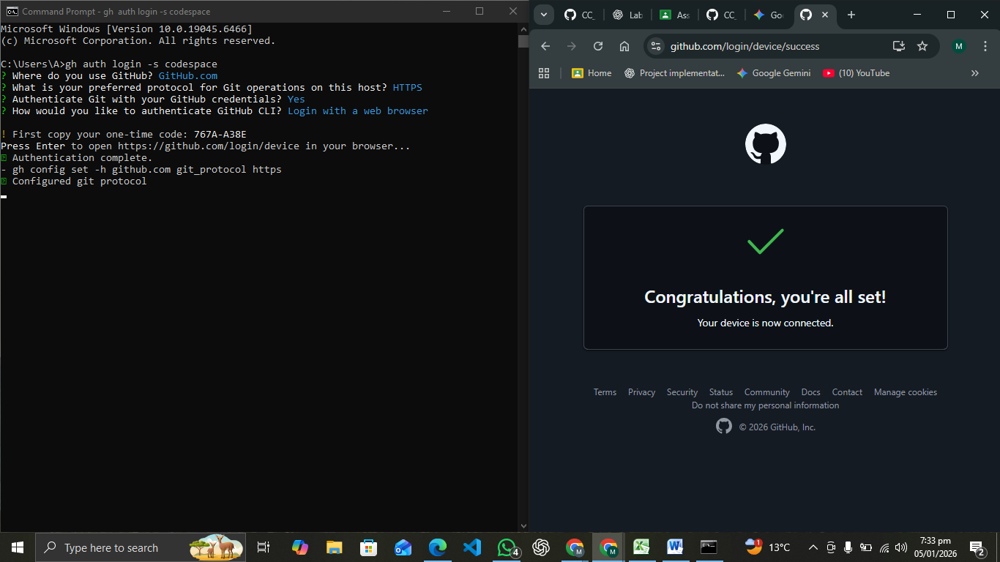 Command Prompt - gh auth login -s codespace
Microsoft Windows [Version 10.0.19045.6466]
(c) Microsoft Corporation. All rights reserved.
C:\Users\A>gh auth login -s codespace
? Where do you use GitHub? GitHub.com
? What is your preferred protocol for Git operations on this host? HTTPS
? Authenticate Git with your GitHub credentials? Yes
? How would you like to authenticate GitHub CLI? Login with a web browser
! First copy your one-time code: 767A-A38E
Press Enter to open https://github.com/login/device in your browser...
Authentication complete.
- gh config set -h github.com git_protocol https
Configured git protocol
CC_ Lab Ass CC_ Go
github.com/login/device/success
M
Home Project implementat... Google Gemini (10) YouTube
Congratulations, you're all set!
Your device is now connected.
Terms Privacy Security Status Community Docs Contact Manage cookies
Do not share my personal information
© 2026 GitHub, Inc.
Type here to search
4
M
M
1
13°C
7:33 pm
05/01/2026
2